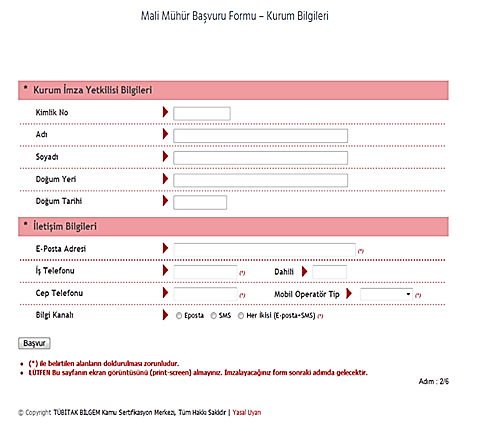 Mali Mühür Başvuru Formu – Kurum Bilgileri
* Kurum İmza Yetkilisi Bilgileri
Kimlik No
Adı
Soyadı
Doğum Yeri
Doğum Tarihi
* İletişim Bilgileri
E-Posta Adresi (*)
İş Telefonu (*) Dahili
Cep Telefonu (*) Mobil Operatör Tip (*)
Bilgi Kanalı Eposta SMS Her ikisi (E-posta+SMS) (*)
Başvur
• (*) ile belirtilen alanların doldurulması zorunludur.
• LÜTFEN Bu sayfanın ekran görüntüsünü (print-screen) almayınız. İmzalayacağınız form sonraki adımda gelecektir.
Adım : 2/6
© Copyright TÜBİTAK BİLGEM Kamu Sertifikasyon Merkezi, Tüm Hakkı Saklıdır | Yasal Uyarı